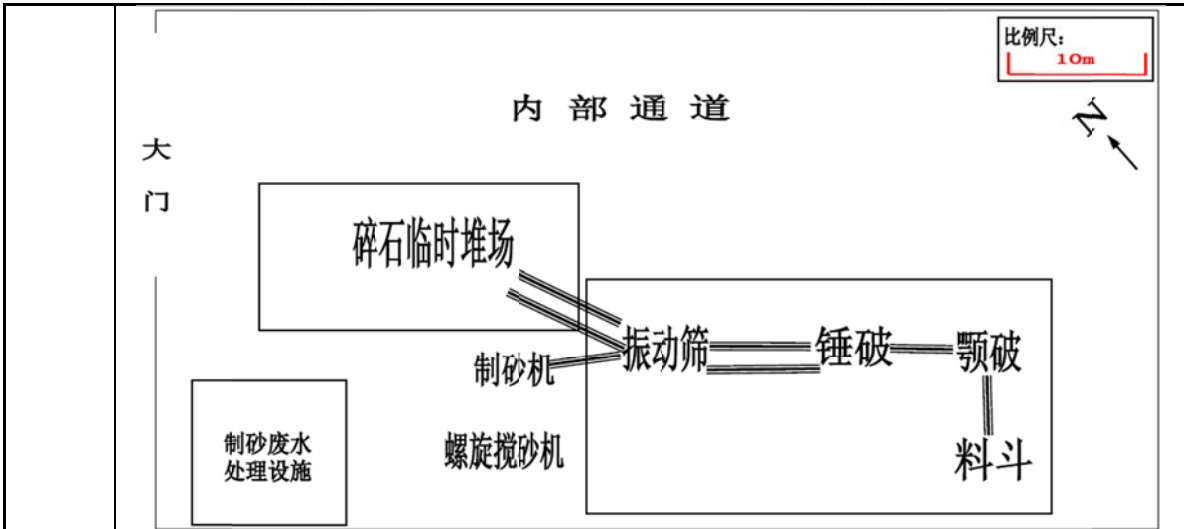 比例尺：
10m
N
内部通道
大
门
碎石临时堆场
振动筛
锤破
颚破
制砂机
料斗
螺旋搅砂机
制砂废水
处理设施